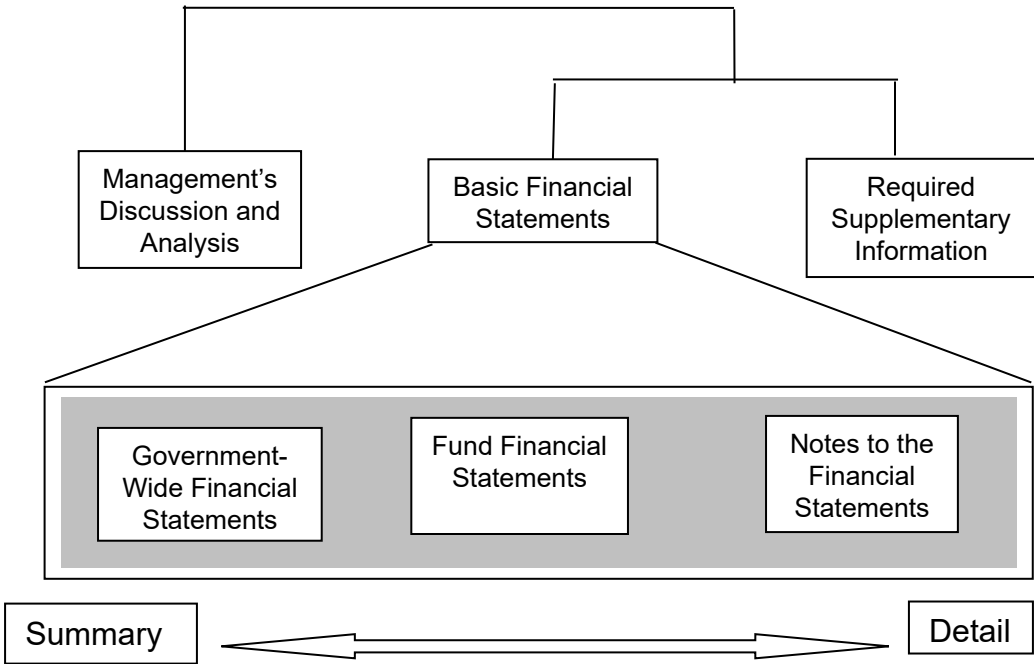 Management’s
Discussion and
Analysis
Basic Financial
Statements
Required
Supplementary
Information
Government-
Wide Financial
Statements
Fund Financial
Statements
Notes to the
Financial
Statements
Summary
Detail